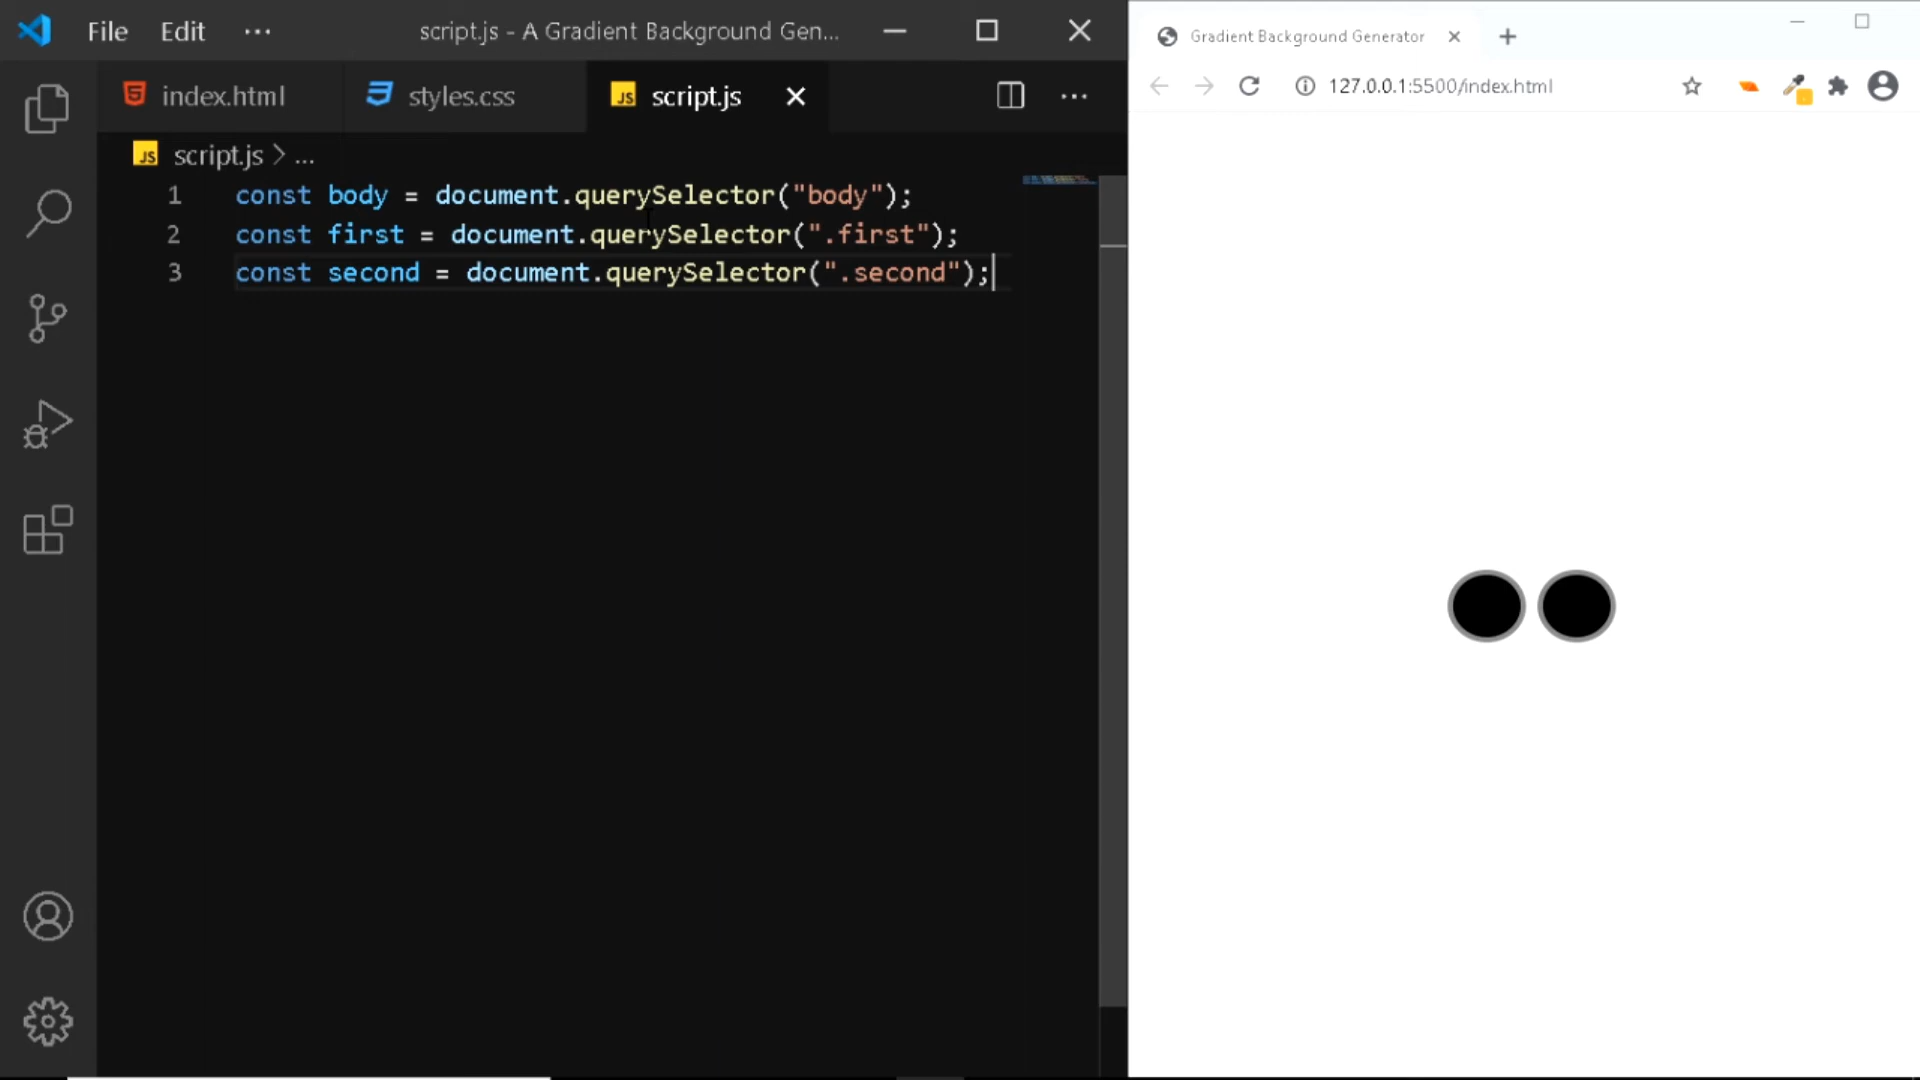 File Edit ··· script.js - A Gradient Background Gen...
index.html styles.css JS script.js
JS script.js > ...
1 const body = document.querySelector("body");
2 const first = document.querySelector(".first");
3 const second = document.querySelector(".second");
Gradient Background Generator
127.0.0.1:5500/index.html